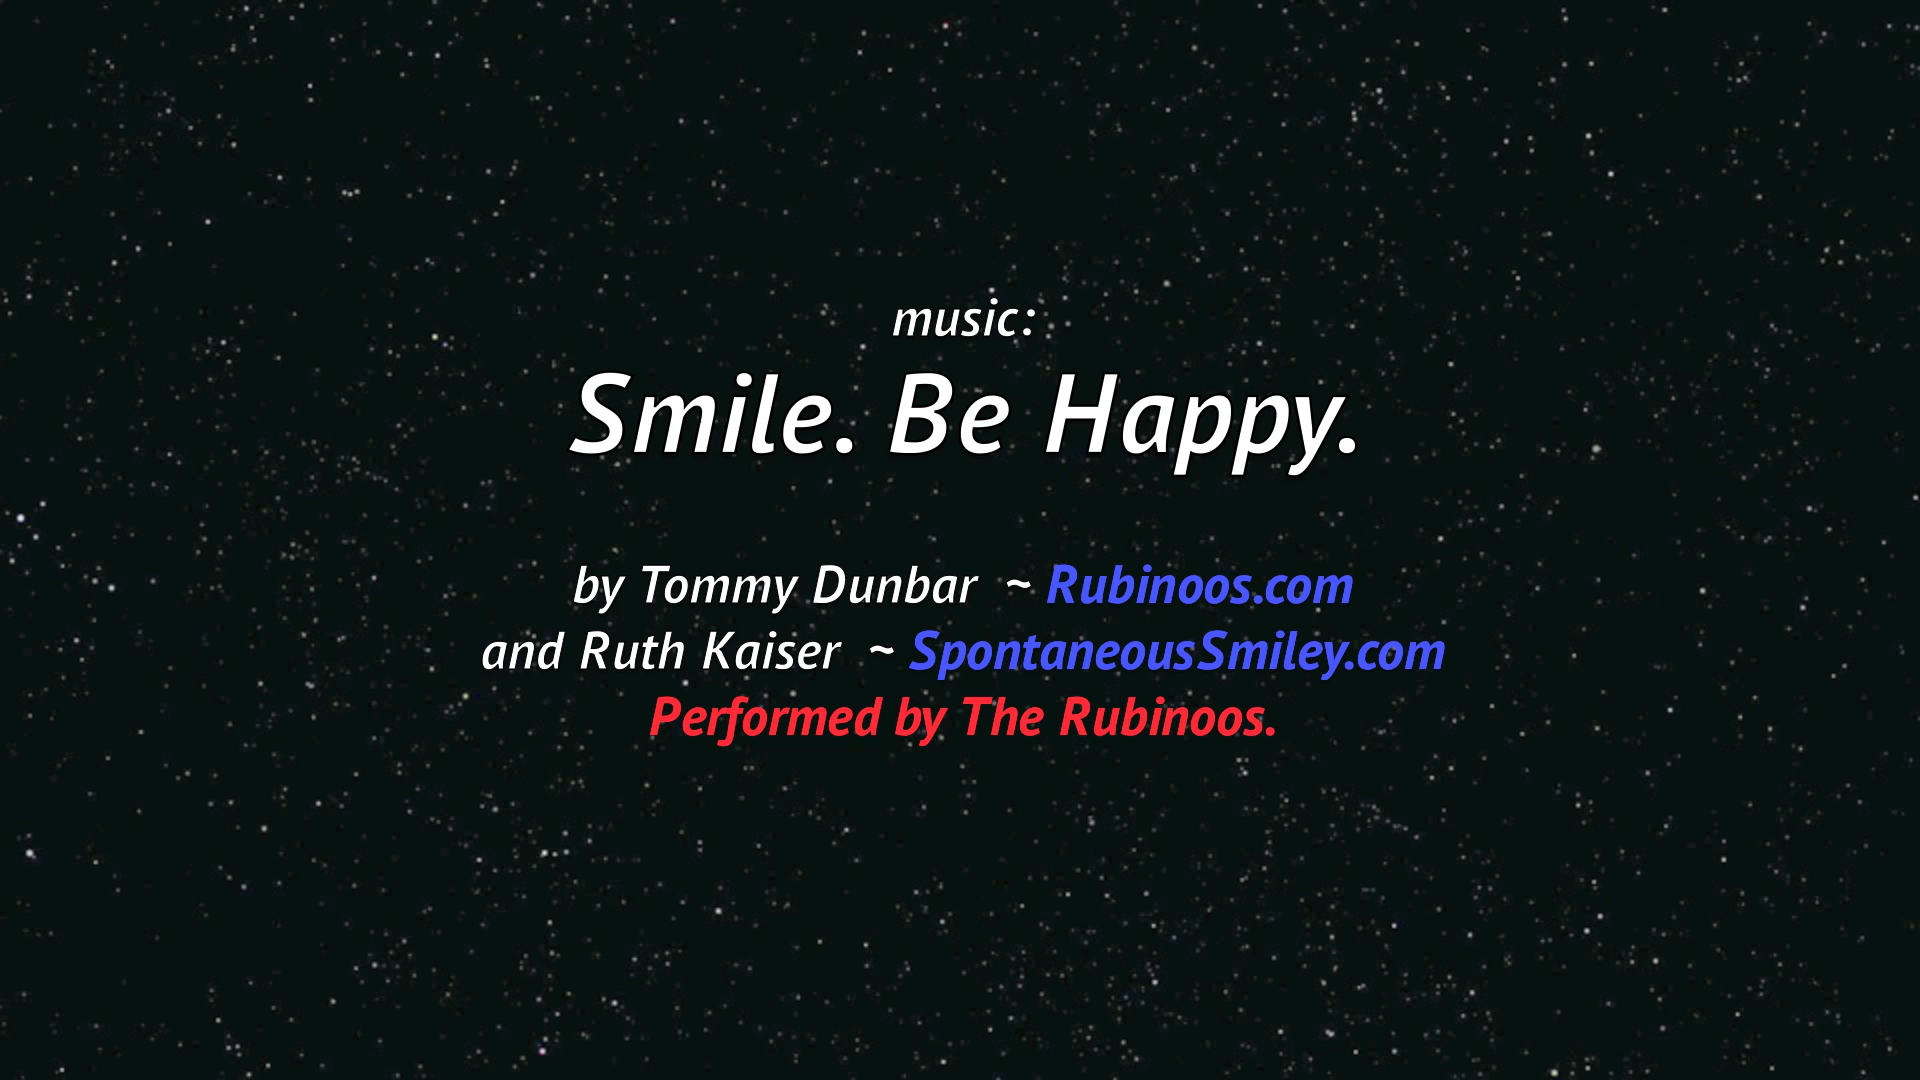 music:
Smile. Be Happy.
by Tommy Dunbar ~ Rubinoos.com
and Ruth Kaiser ~ SpontaneousSmiley.com
Performed by The Rubinoos.